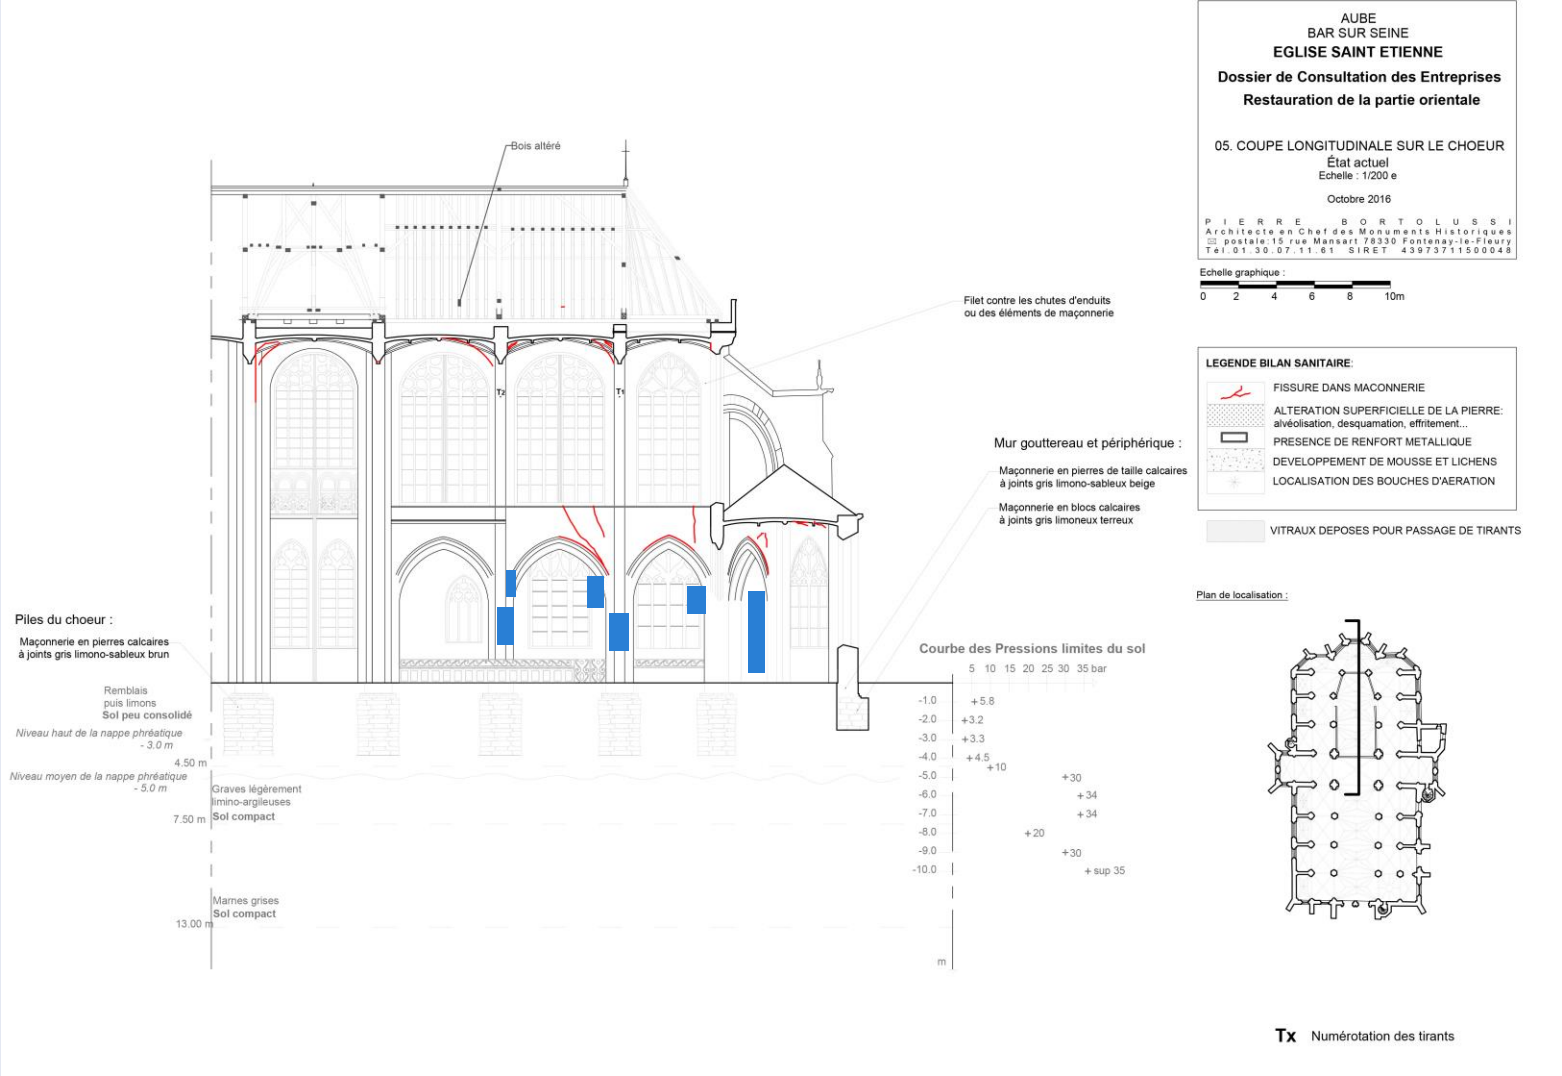 AUBE
BAR SUR SEINE
EGLISE SAINT ETIENNE
Dossier de Consultation des Entreprises
Restauration de la partie orientale
05. COUPE LONGITUDINALE SUR LE CHOEUR
État actuel
Echelle : 1/200 e
Octobre 2016
PIERRE BORTOLUSSI
Architecte en Chef des Monuments Historiques
✉ postale:15 rue Mansart 78330 Fontenay-le-Fleury
Tél.01.30.07.11.61 SIRET 43973711500048
Echelle graphique :
0 2 4 6 8 10m
Bois altéré
Filet contre les chutes d'enduits
ou des éléments de maçonnerie
T2
T1
LEGENDE BILAN SANITAIRE:
FISSURE DANS MACONNERIE
ALTERATION SUPERFICIELLE DE LA PIERRE:
alvéolisation, desquamation, effritement...
PRESENCE DE RENFORT METALLIQUE
DEVELOPPEMENT DE MOUSSE ET LICHENS
LOCALISATION DES BOUCHES D'AERATION
VITRAUX DEPOSES POUR PASSAGE DE TIRANTS
Mur gouttereau et périphérique :
Maçonnerie en pierres de taille calcaires
à joints gris limono-sableux beige
Maçonnerie en blocs calcaires
à joints gris limoneux terreux
Plan de localisation :
Piles du choeur :
Maçonnerie en pierres calcaires
à joints gris limono-sableux brun
Remblais
puis limons
Sol peu consolidé
Niveau haut de la nappe phréatique
- 3.0 m
4.50 m
Niveau moyen de la nappe phréatique
- 5.0 m
Graves légèrement
limino-argileuses
Sol compact
7.50 m
Marnes grises
Sol compact
13.00 m
Courbe des Pressions limites du sol
5 10 15 20 25 30 35 bar
-1.0 +5.8
-2.0 +3.2
-3.0 +3.3
-4.0 +4.5
+10
-5.0 +30
-6.0 +34
-7.0 +34
-8.0 +20
-9.0 +30
-10.0 + sup 35
m
Tx Numérotation des tirants